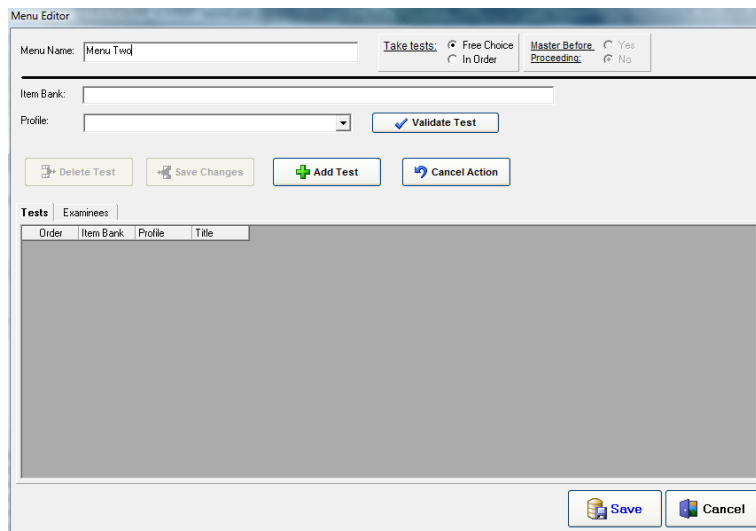 Menu Editor
Menu Name: Menu Two
Take tests: Free Choice
In Order
Master Before Proceeding: Yes
No
Item Bank:
Profile:
Validate Test
Delete Test Save Changes Add Test Cancel Action
Tests Examinees
Order Item Bank Profile Title
Save Cancel